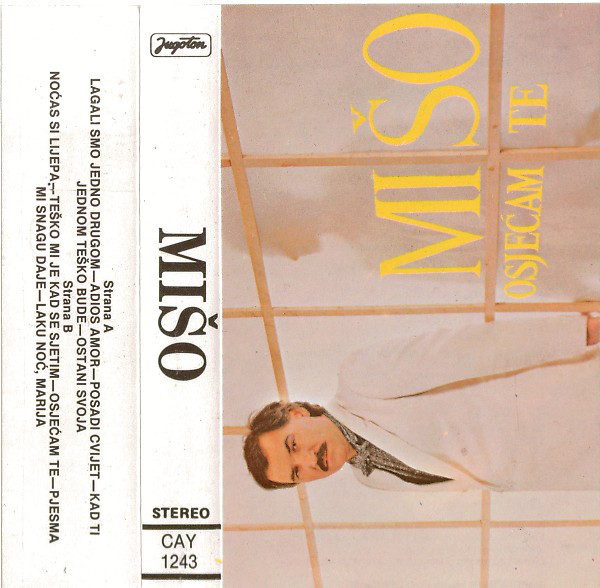 Strana A
LAGALI SMO JEDNO DRUGOM—ADIOS AMOR—POSADI CVIJET—KAD TI
JEDNOM TEŠKO BUDE—OSTANI SVOJA
Strana B
NOĆAS SI LIJEPA—TEŠKO MI JE KAD SE SJETIM—OSJEĆAM TE—PJESMA
MI SNAGU DAJE—LAKU NOĆ, MARIJA
Jugoton
MIŠO
STEREO
CAY
1243
MIŠO
OSJEĆAM TE